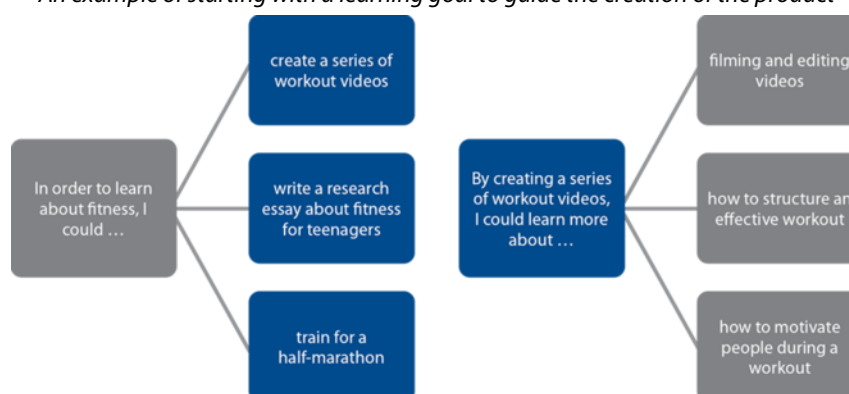 An example of starting with a learning goal to guide the creation of the product
In order to learn
about fitness, I
could …
create a series of
workout videos
write a research
essay about fitness
for teenagers
train for a
half-marathon
By creating a series
of workout videos,
I could learn more
about …
filming and editing
videos
how to structure an
effective workout
how to motivate
people during a
workout